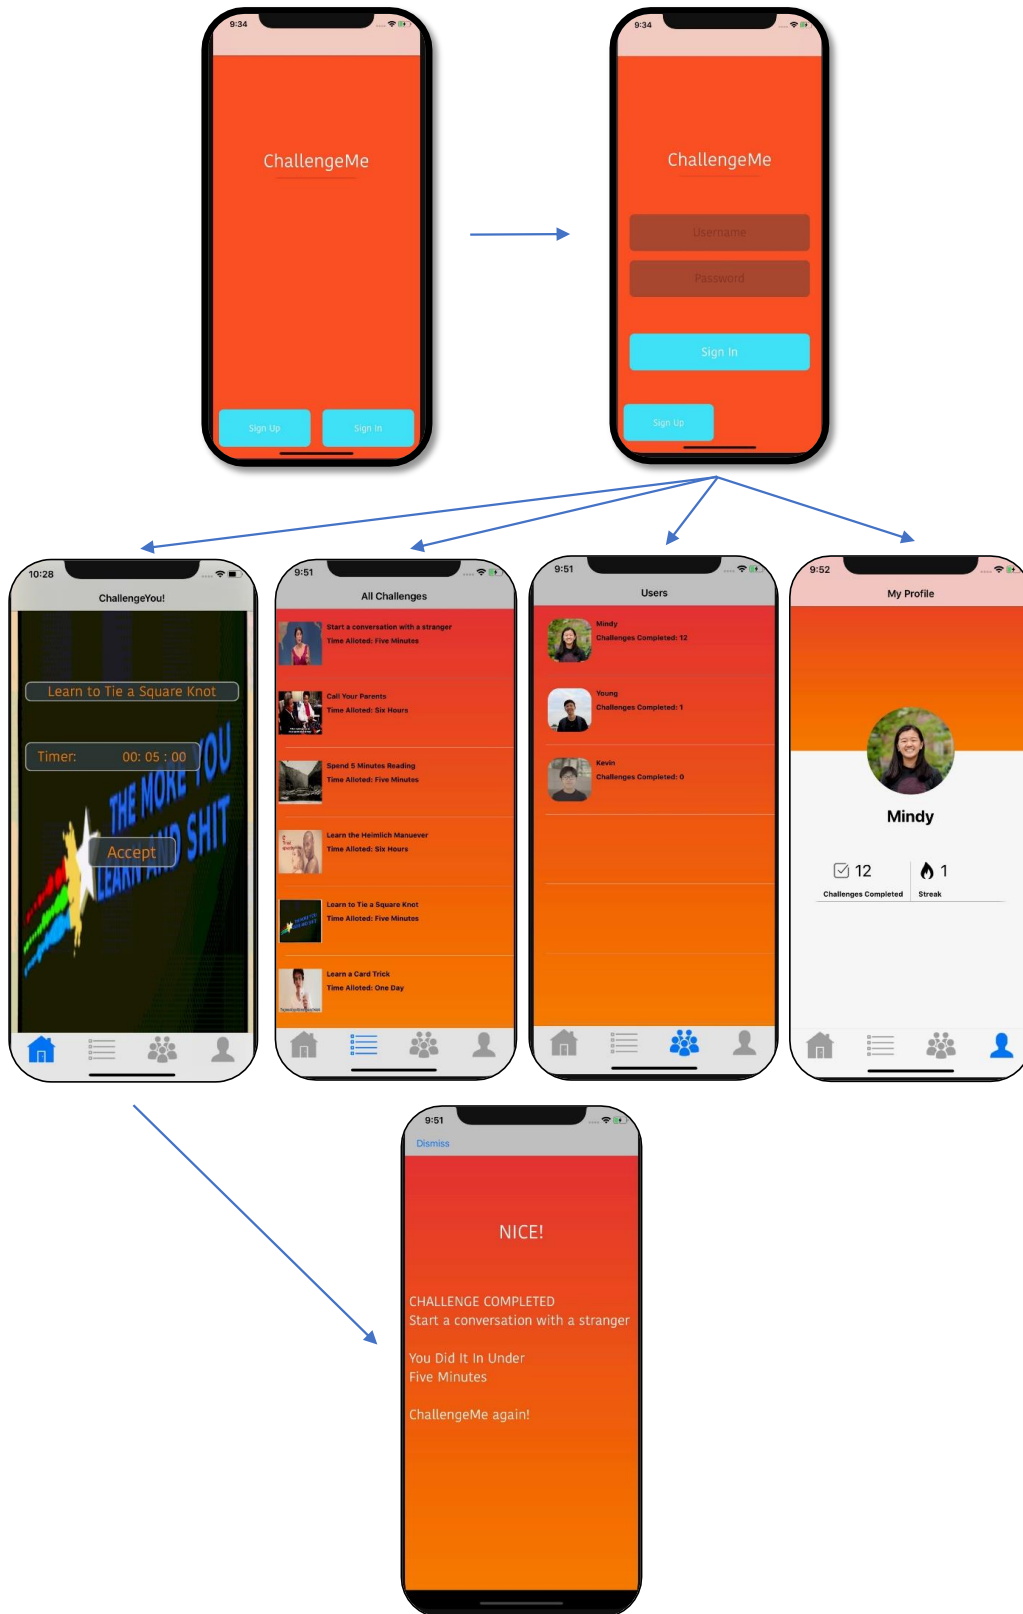 9:34
ChallengeMe
Sign Up
Sign In
9:34
ChallengeMe
Username
Password
Sign In
Sign Up
10:28
ChallengeYou!
Learn to Tie a Square Knot
Timer: 00: 05 : 00
THE MORE YOU
LEARN AND SHIT
Accept
9:51
All Challenges
Start a conversation with a stranger
Time Alloted: Five Minutes
Call Your Parents
Time Alloted: Six Hours
Spend 5 Minutes Reading
Time Alloted: Five Minutes
Learn the Heimlich Manuever
Time Alloted: Six Hours
Learn to Tie a Square Knot
Time Alloted: Five Minutes
Learn a Card Trick
Time Alloted: One Day
9:51
Users
Mindy
Challenges Completed: 12
Young
Challenges Completed: 1
Kevin
Challenges Completed: 0
9:52
My Profile
Mindy
12
Challenges Completed
1
Streak
9:51
Dismiss
NICE!
CHALLENGE COMPLETED
Start a conversation with a stranger
You Did It In Under
Five Minutes
ChallengeMe again!